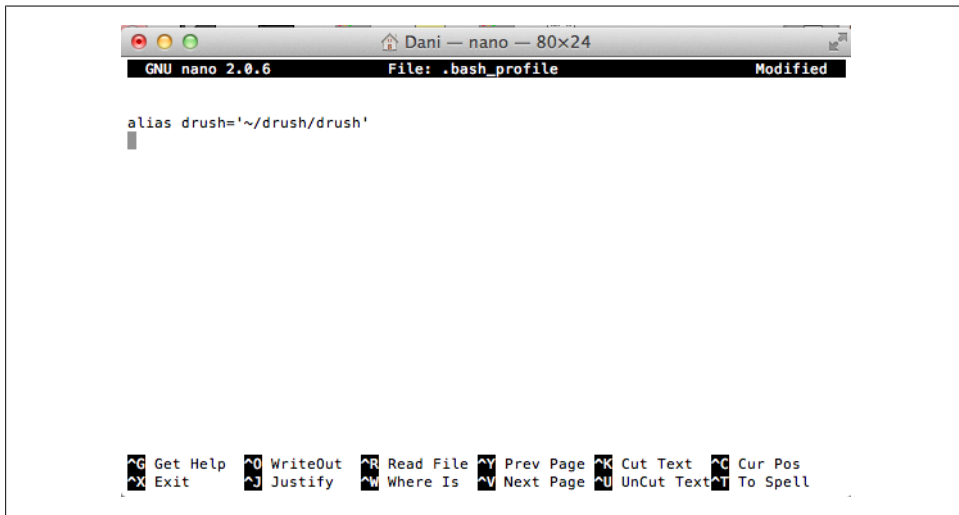 Dani — nano — 80×24
GNU nano 2.0.6 File: .bash_profile Modified
alias drush='~/drush/drush'
^G Get Help ^O WriteOut ^R Read File ^Y Prev Page ^K Cut Text ^C Cur Pos
^X Exit ^J Justify ^W Where Is ^V Next Page ^U UnCut Text ^T To Spell